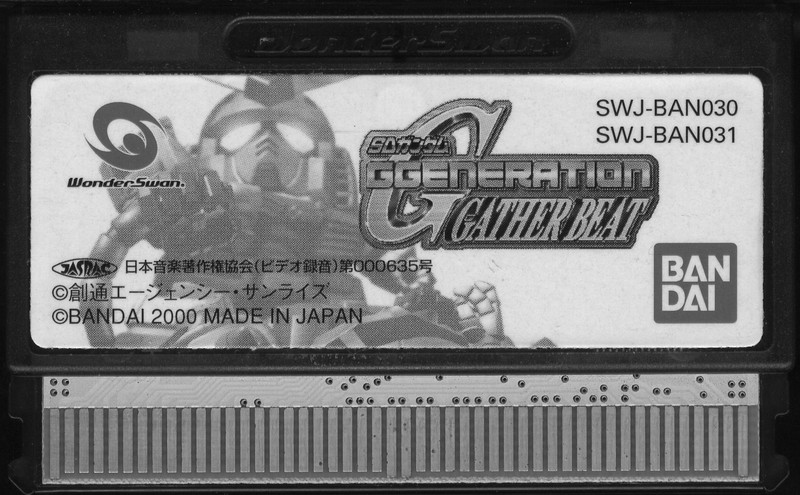 WonderSwan
WonderSwan.
SDガンダム
GGENERATION
GATHER BEAT
SWJ-BAN030
SWJ-BAN031
JASRAC 日本音楽著作権協会(ビデオ録音)第000635号
©創通エージェンシー・サンライズ
©BANDAI 2000 MADE IN JAPAN
BAN
DAI